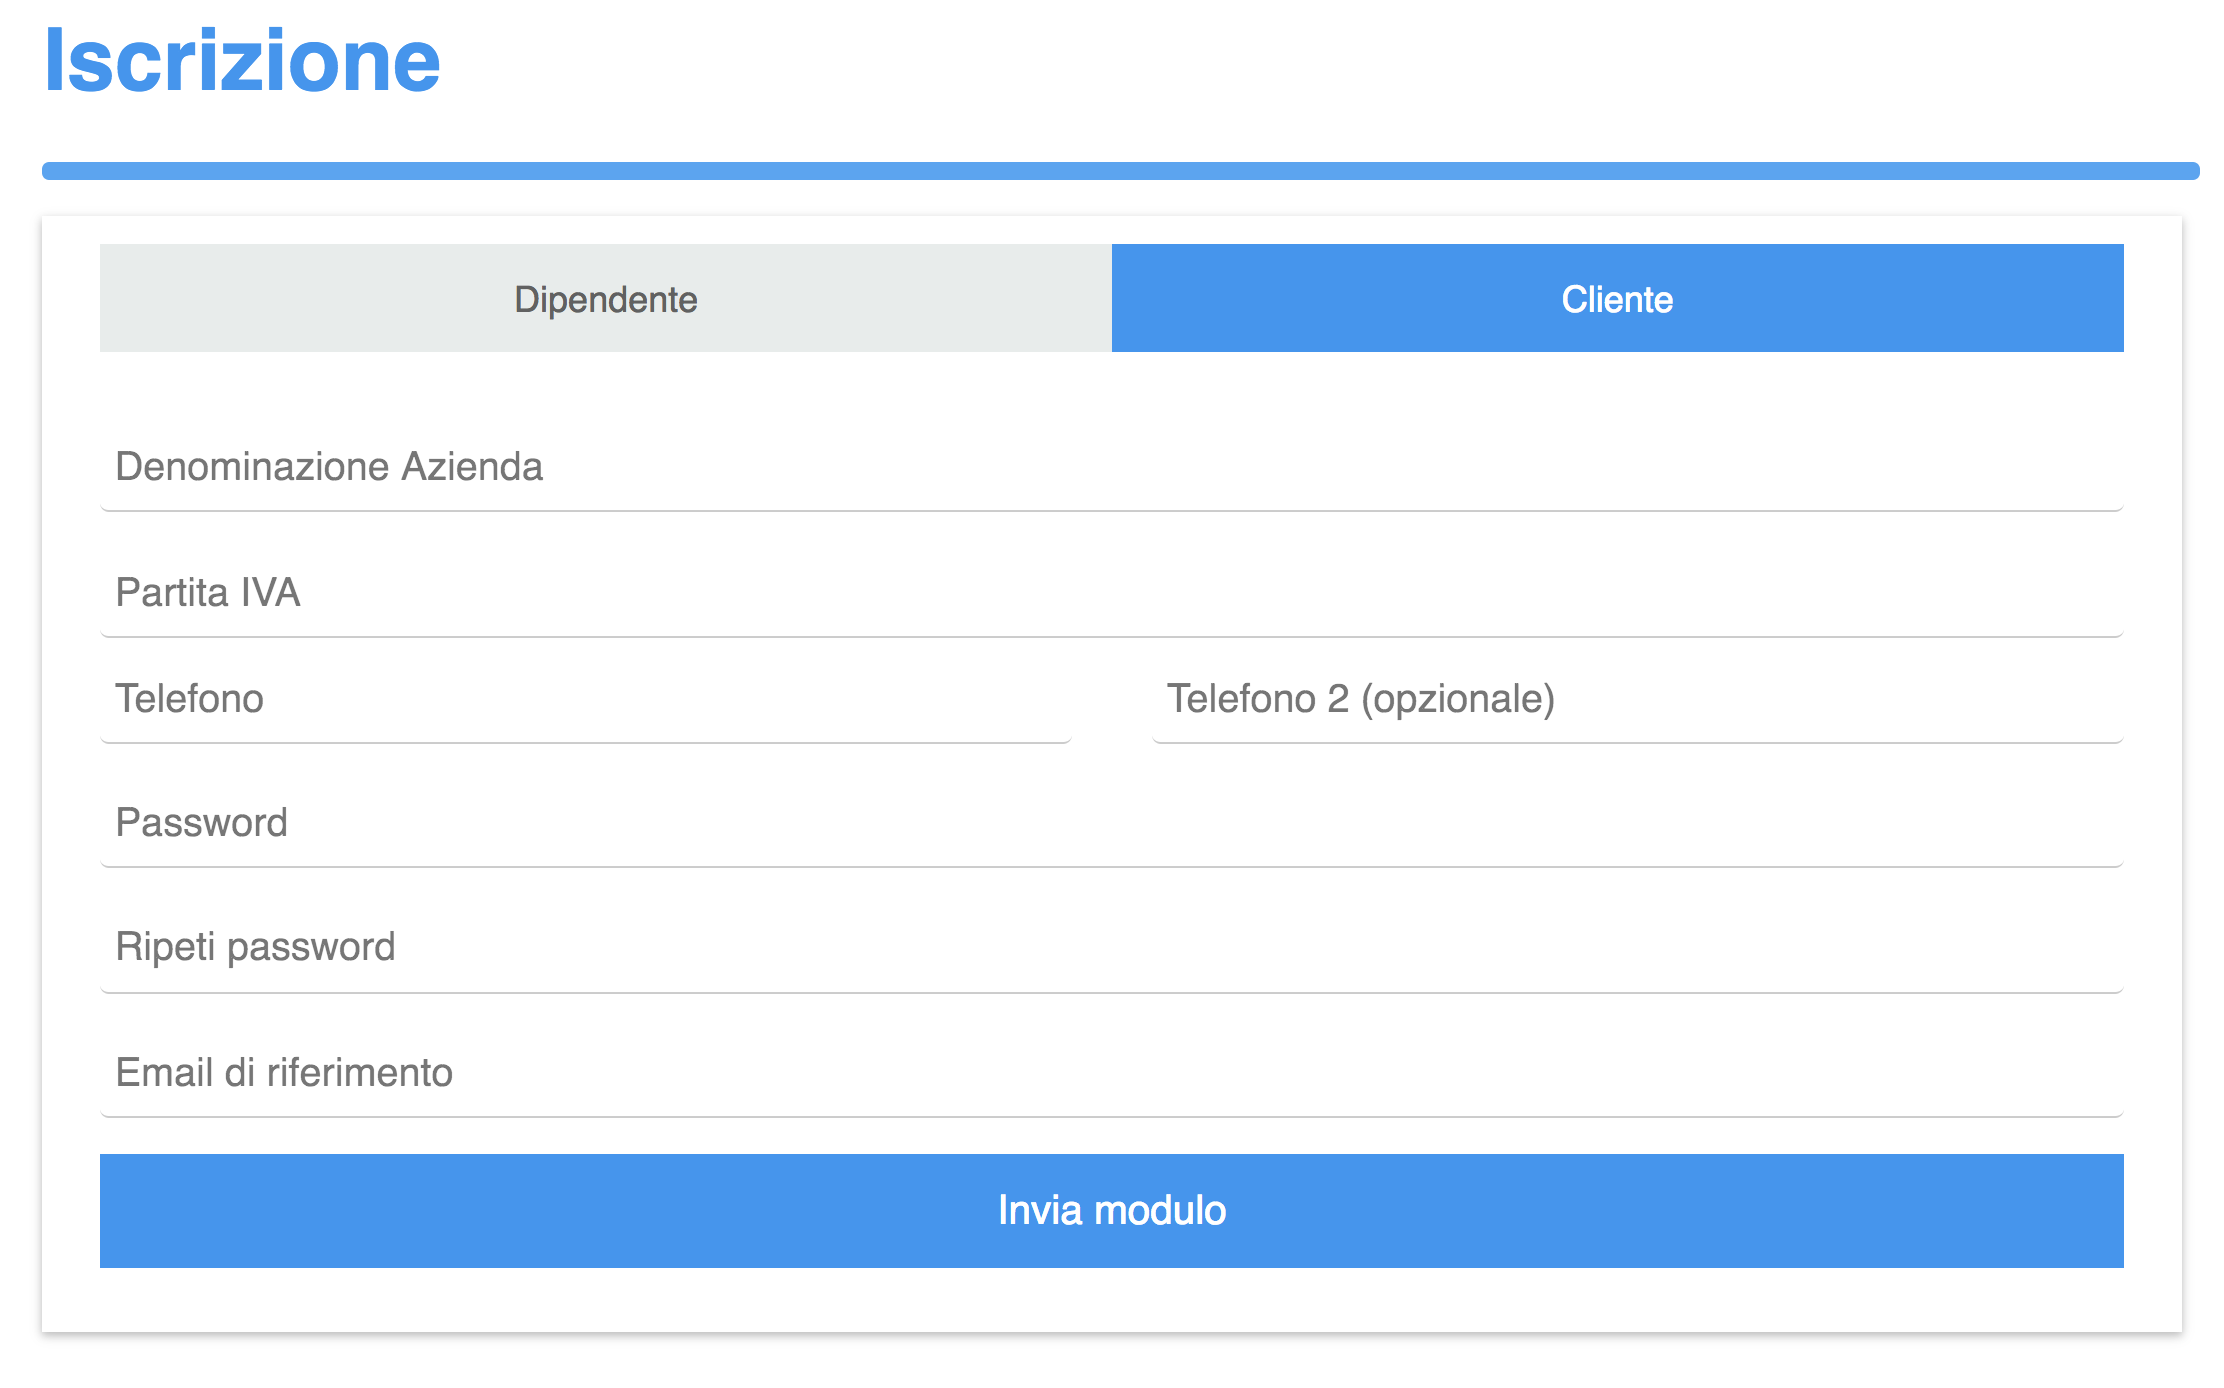 Iscrizione
Dipendente
Cliente
Denominazione Azienda
Partita IVA
Telefono
Telefono 2 (opzionale)
Password
Ripeti password
Email di riferimento
Invia modulo